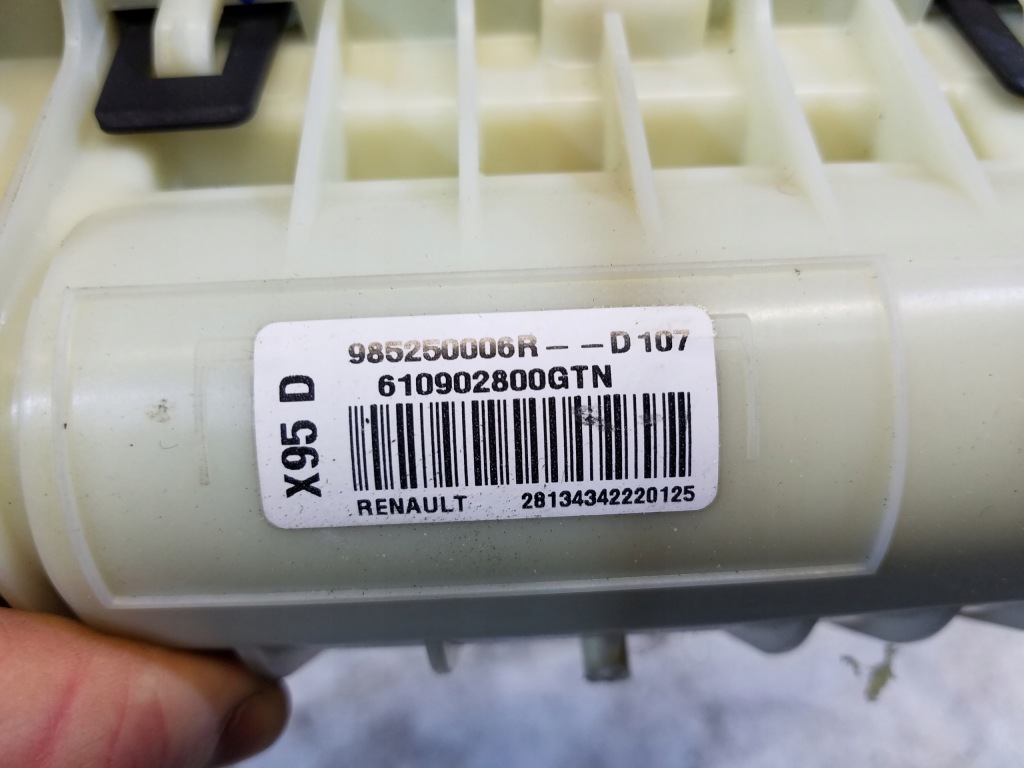 985250006R -- D 107
610902800GTN
X95 D
RENAULT 28134342220125